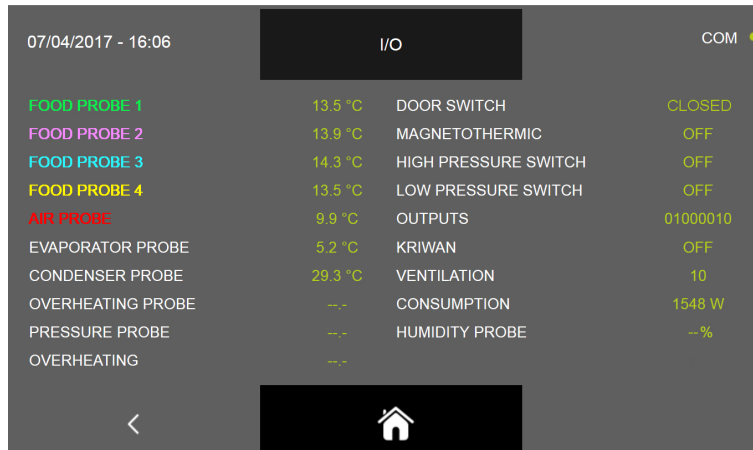 07/04/2017 - 16:06
I/O
COM
FOOD PROBE 1 13.5 °C DOOR SWITCH CLOSED
FOOD PROBE 2 13.9 °C MAGNETOTHERMIC OFF
FOOD PROBE 3 14.3 °C HIGH PRESSURE SWITCH OFF
FOOD PROBE 4 13.5 °C LOW PRESSURE SWITCH OFF
AIR PROBE 9.9 °C OUTPUTS 01000010
EVAPORATOR PROBE 5.2 °C KRIWAN OFF
CONDENSER PROBE 29.3 °C VENTILATION 10
OVERHEATING PROBE --.- CONSUMPTION 1548 W
PRESSURE PROBE --.- HUMIDITY PROBE --%
OVERHEATING --.-